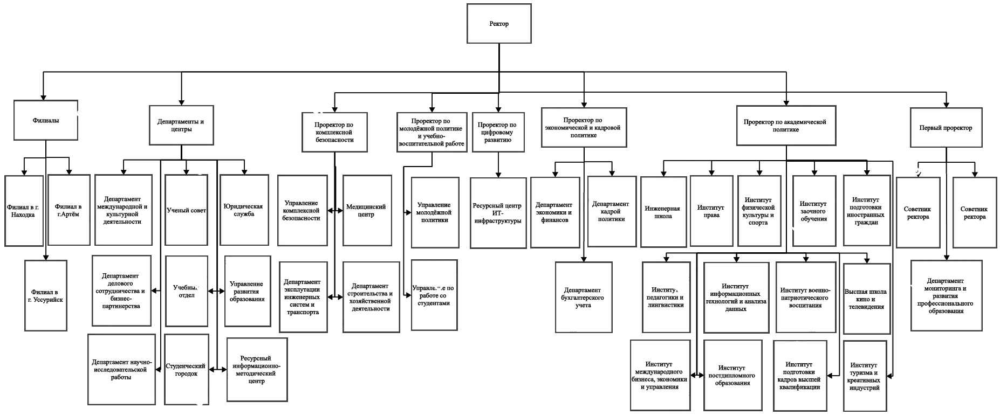 Ректор
Филиалы
Департаменты и
центры
Проректор по
комплексной
безопасности
Проректор по
молодёжной политике
и учебно-
воспитательной работе
Проректор по
цифровому
развитию
Проректор по
экономической и кадровой
политике
Проректор по академической
политике
Первый проректор
Филиал в г.
Находка
Филиал в
г.Артём
Департамент
международной и
культурной
деятельности
Ученый совет
Юридическая
служба
Управление
комплексной
безопасности
Медицинский
центр
Управление
молодёжной
политики
Ресурсный центр
ИТ-
инфраструктуры
Департамент
экономики и
финансов
Департамент
кадрой
политики
Инженерная
школа
Институт
права
Институт
физической
культуры и
спорта
Институт
заочного
обучения
Институт
подготовки
иностранных
граждан
Советник
ректора
Советник
ректора
Филиал в
г. Уссурийск
Департамент
делового
сотрудничества и
бизнес-
партнерства
отдел
Управление
развития
образования
Департамент
эксплутации
инженерных
систем и
транспорта
Департамент
строительства и
хозяйственной
деятельности
по
работе со
студентами
Департамент
бухгалтерского
учета
педагогики и
лингвистики
Институт
информационных
технологий и анализа
данных
Институт военно-
патриотического
воспитания
Высшая школа
кино и
телевидения
Департамент
мониторинга и
развития
профессионального
образования
Департамент научно-
исследовательской
работы
Студенческий
городок
Ресурсный
информационно-
методический
центр
Институт
международного
бизнеса, экономики
и управления
Институт
постдипломного
образования
Институт
подготовки
кадров высшей
квалификации
Институт
туризма и
креативных
индустрий